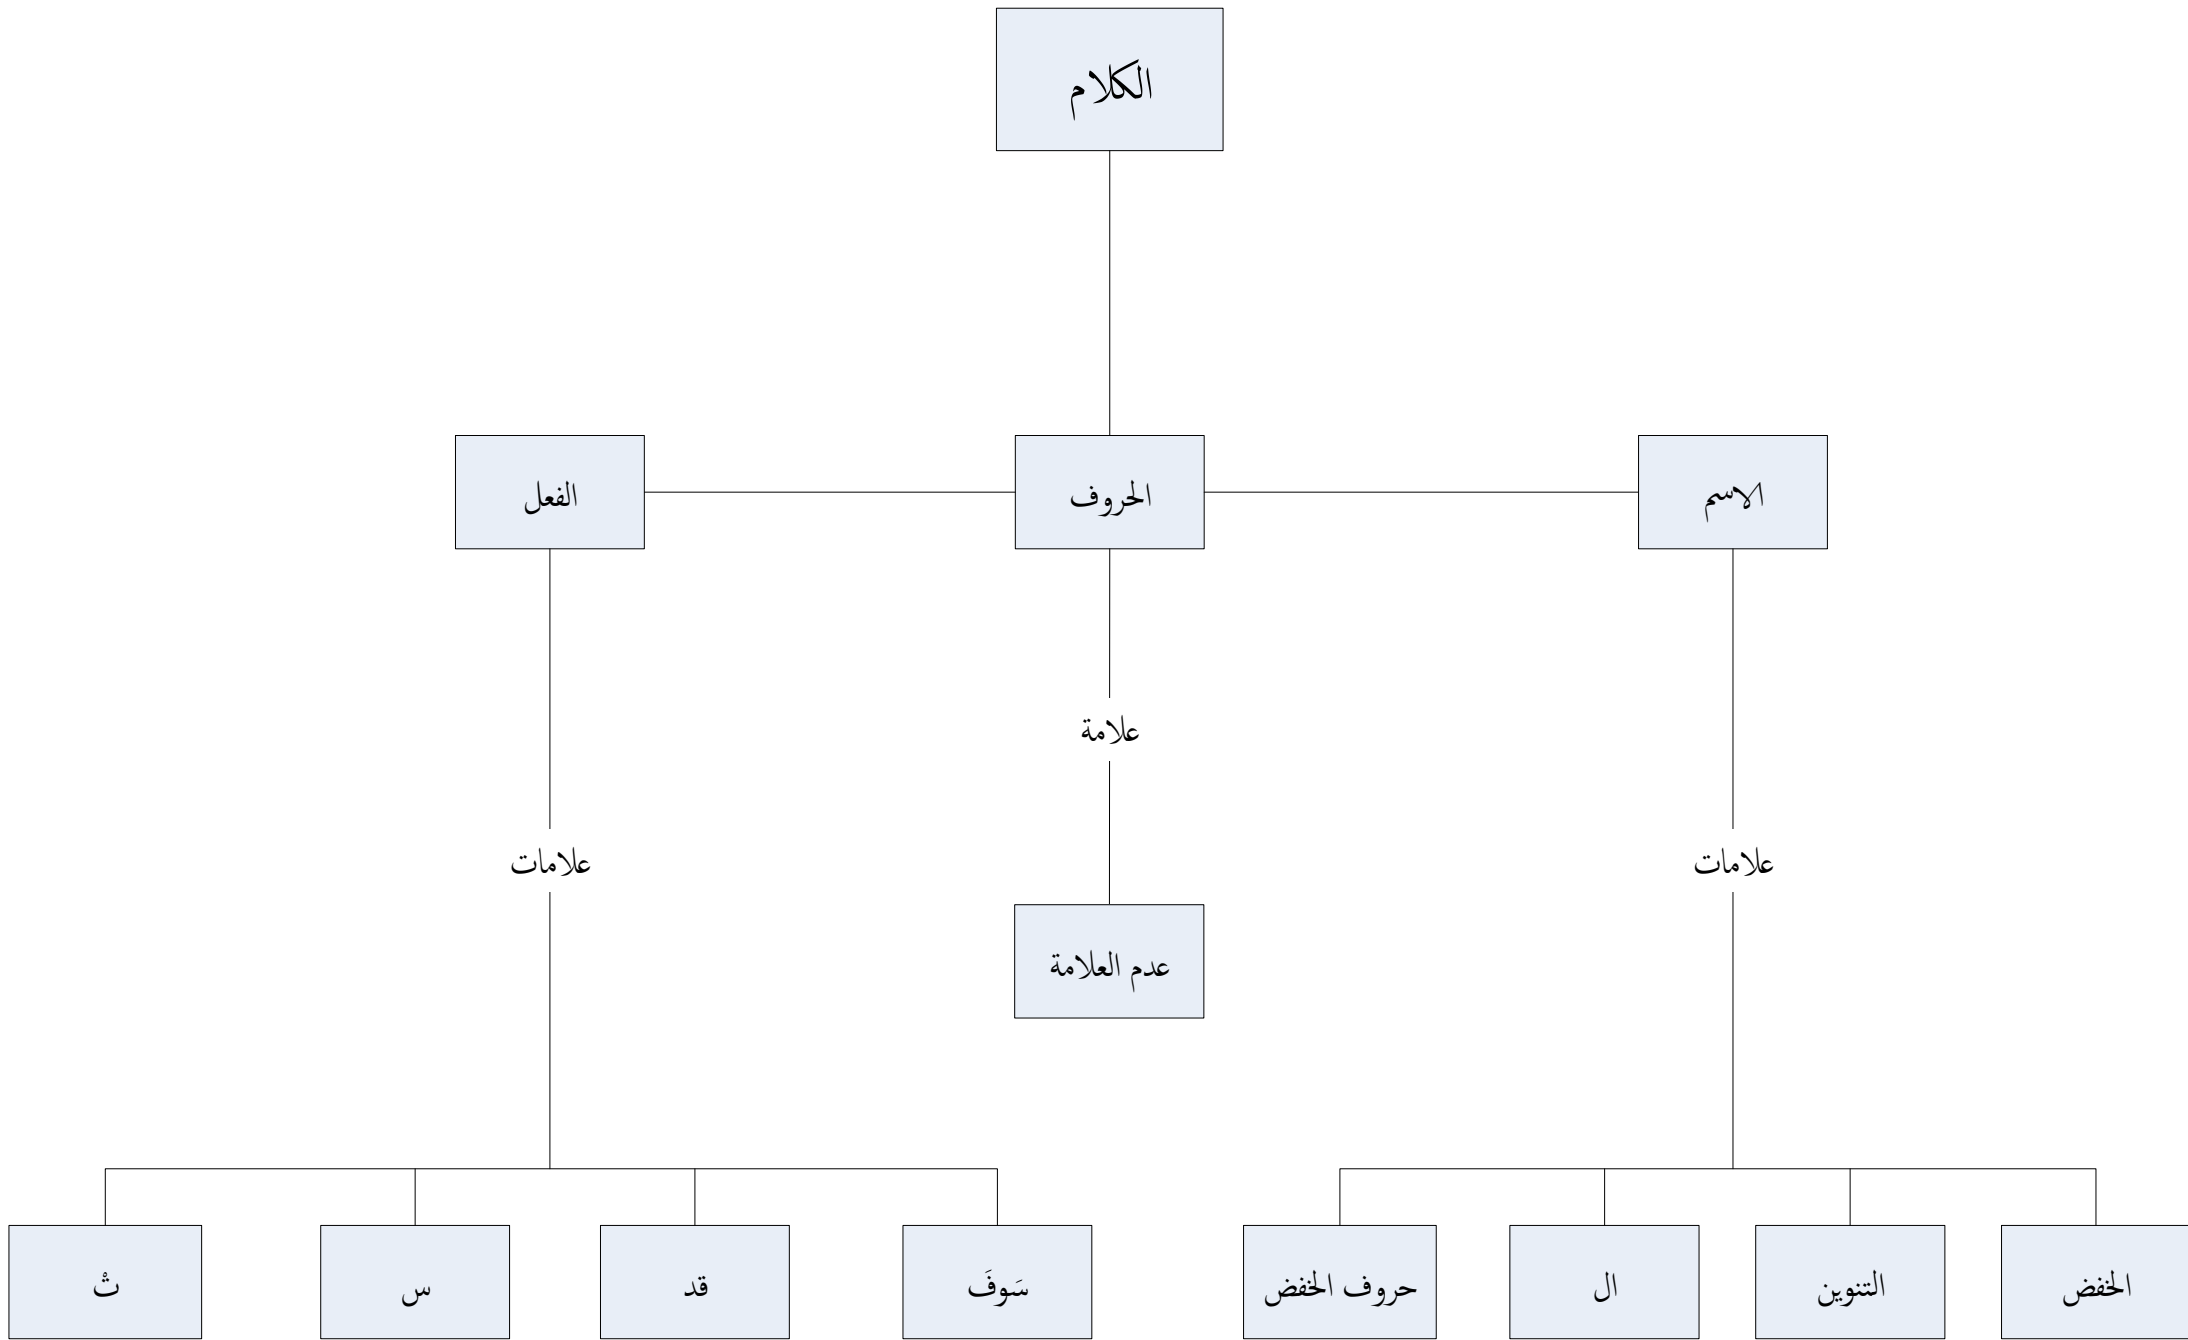 الكلام
الاسم
الحروف
الفعل
علامة
علامات
علامات
عدم العلامة
الخفض
التنوين
ال
حروف الخفض
سَوفَ
قد
س
تْ